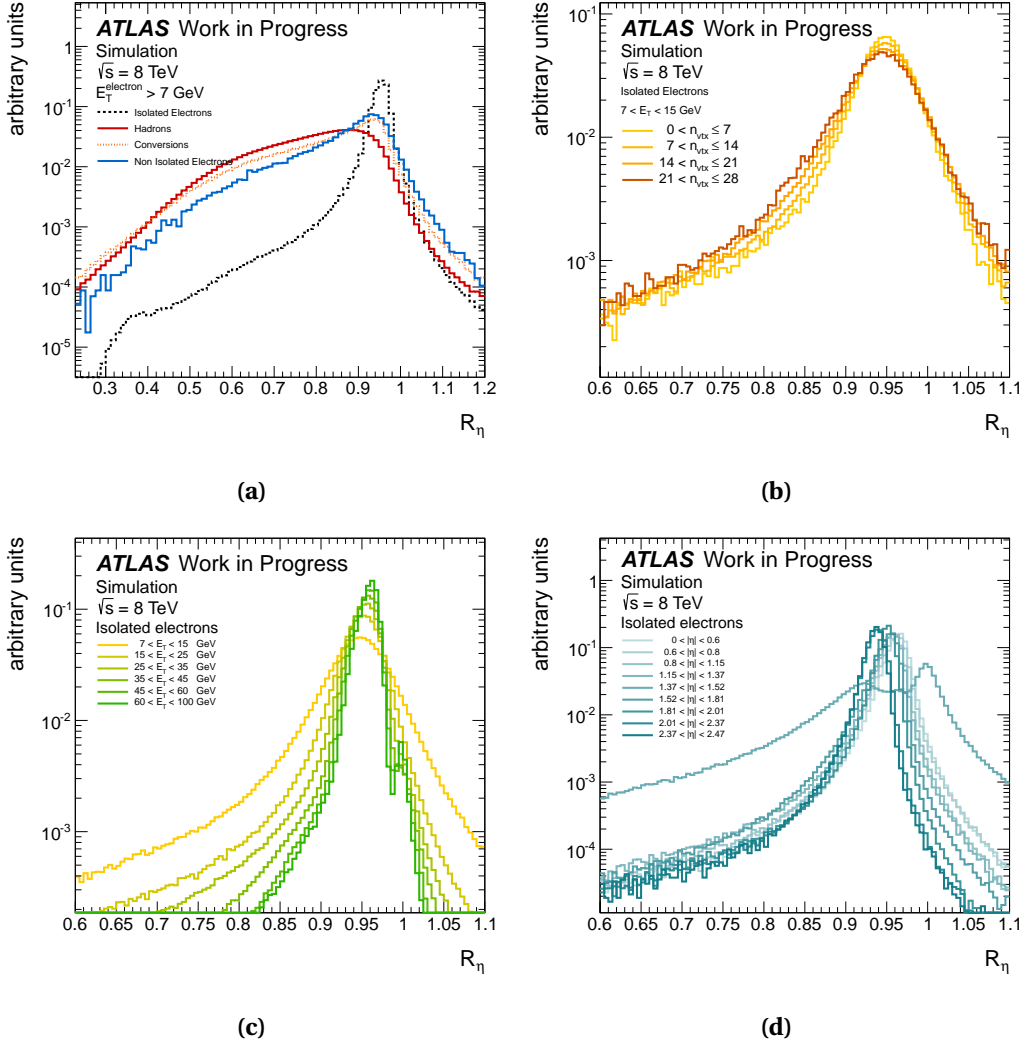 arbitrary units
1
10⁻¹
10⁻²
10⁻³
10⁻⁴
10⁻⁵
ATLAS Work in Progress
Simulation
√s = 8 TeV
E_T^electron > 7 GeV
Isolated Electrons
Hadrons
Conversions
Non Isolated Electrons
0.3 0.4 0.5 0.6 0.7 0.8 0.9 1 1.1 1.2
R_η
(a)
arbitrary units
10⁻¹
10⁻²
10⁻³
ATLAS Work in Progress
Simulation
√s = 8 TeV
Isolated Electrons
7 < E_T < 15 GeV
0 < n_vtx ≤ 7
7 < n_vtx ≤ 14
14 < n_vtx ≤ 21
21 < n_vtx ≤ 28
0.6 0.65 0.7 0.75 0.8 0.85 0.9 0.95 1 1.05 1.1
R_η
(b)
arbitrary units
10⁻¹
10⁻²
10⁻³
ATLAS Work in Progress
Simulation
√s = 8 TeV
Isolated electrons
7 < E_T < 15 GeV
15 < E_T < 25 GeV
25 < E_T < 35 GeV
35 < E_T < 45 GeV
45 < E_T < 60 GeV
60 < E_T < 100 GeV
0.6 0.65 0.7 0.75 0.8 0.85 0.9 0.95 1 1.05 1.1
R_η
(c)
arbitrary units
1
10⁻¹
10⁻²
10⁻³
10⁻⁴
ATLAS Work in Progress
Simulation
√s = 8 TeV
Isolated electrons
0 < |η| < 0.6
0.6 < |η| < 0.8
0.8 < |η| < 1.15
1.15 < |η| < 1.37
1.37 < |η| < 1.52
1.52 < |η| < 1.81
1.81 < |η| < 2.01
2.01 < |η| < 2.37
2.37 < |η| < 2.47
0.6 0.65 0.7 0.75 0.8 0.85 0.9 0.95 1 1.05 1.1
R_η
(d)